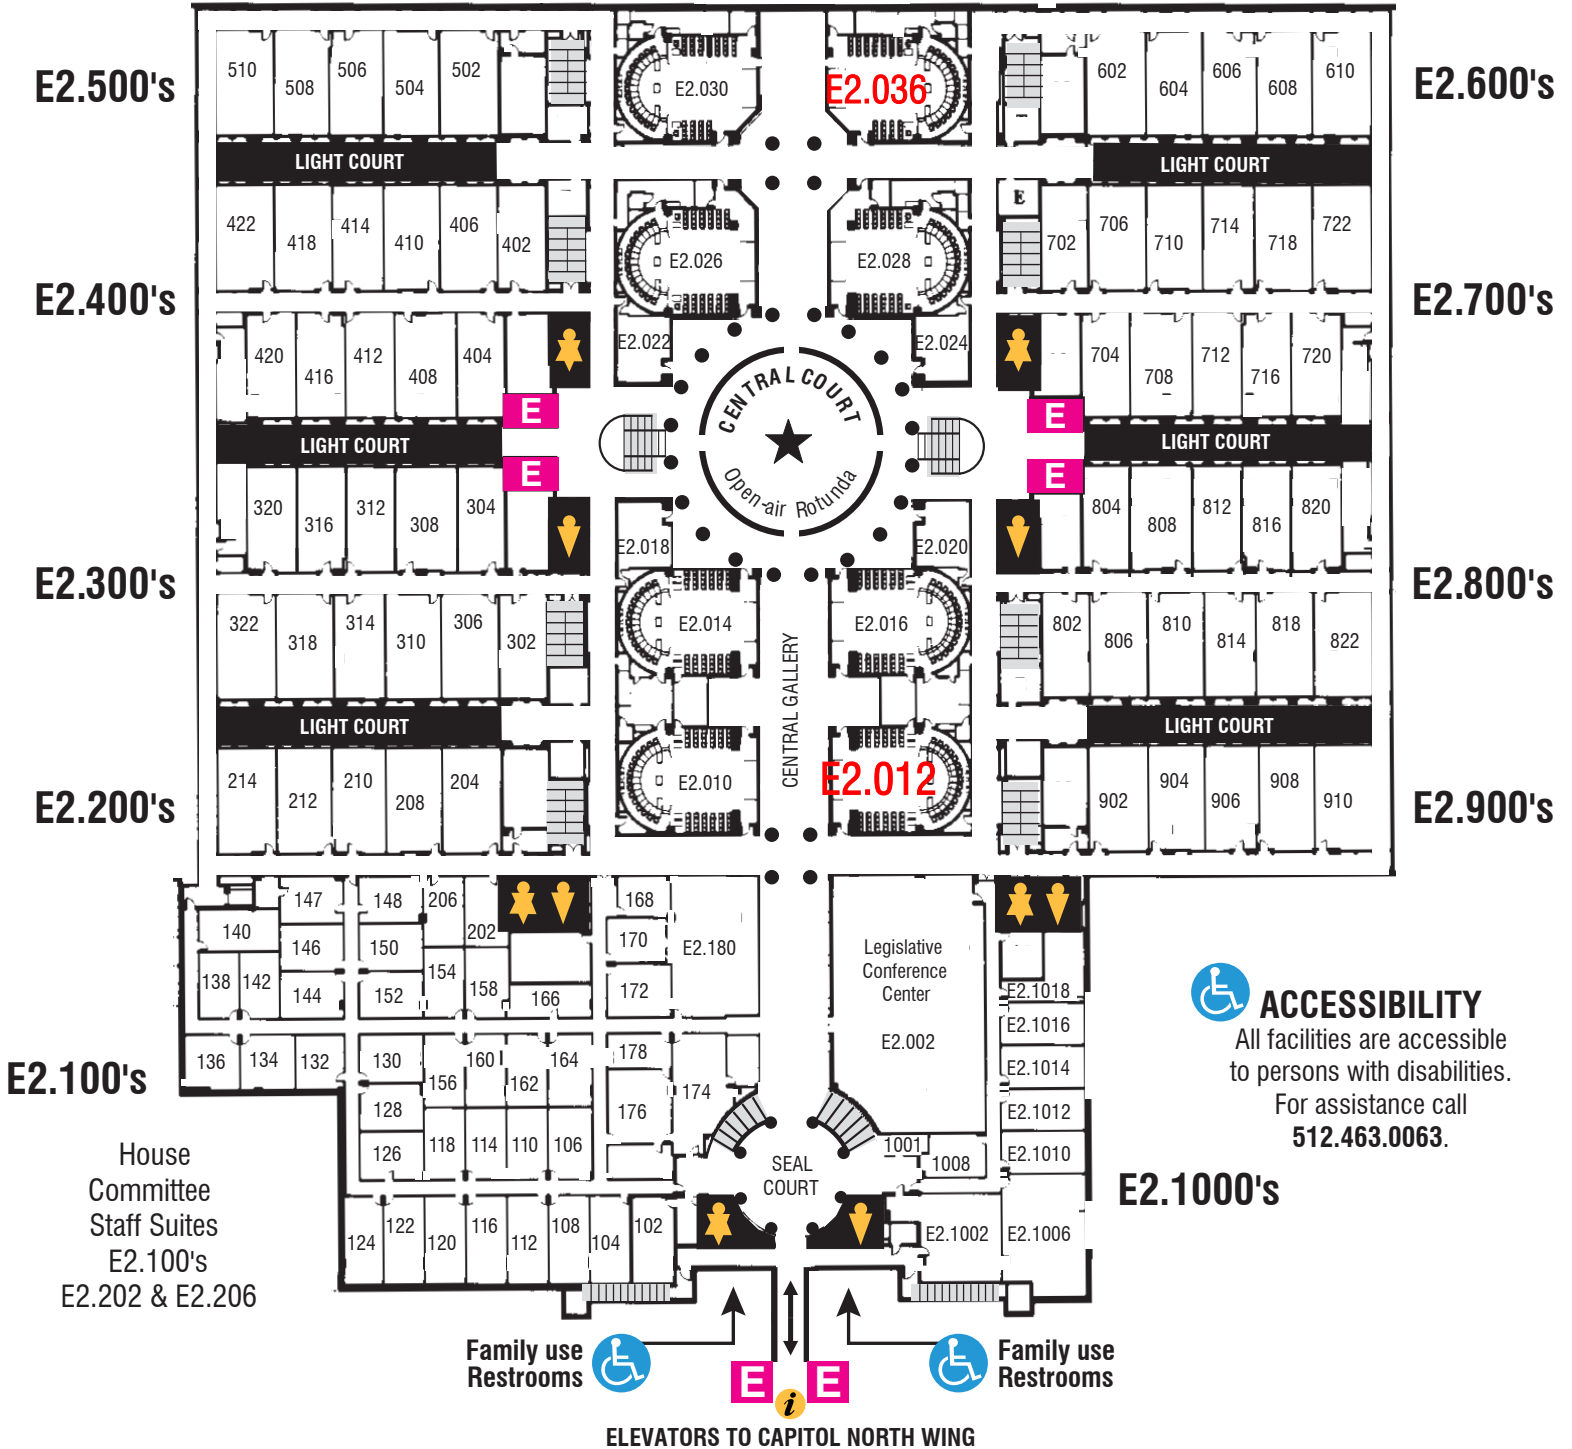 E2.500's
510
508
506
504
502
E2.030
E2.036
602
604
606
608
610
E2.600's
LIGHT COURT
LIGHT COURT
E
422
418
414
410
406
402
E2.026
E2.028
702
706
710
714
718
722
E2.400's
E2.700's
420
416
412
408
404
E2.022
E2.024
704
708
712
716
720
E
E
CENTRAL COURT
LIGHT COURT
LIGHT COURT
E
E
Open-air Rotunda
320
316
312
308
304
E2.018
E2.020
804
808
812
816
820
E2.300's
E2.800's
322
318
314
310
306
302
E2.014
E2.016
802
806
810
814
818
822
CENTRAL GALLERY
LIGHT COURT
LIGHT COURT
214
212
210
208
204
E2.010
E2.012
902
904
906
908
910
E2.200's
E2.900's
147
148
206
168
140
146
150
202
170
E2.180
Legislative
Conference
Center
E2.002
138
142
144
152
154
158
166
172
E2.1018
E2.1016
E2.1014
E2.1012
E2.1010
ACCESSIBILITY
All facilities are accessible
to persons with disabilities.
For assistance call
512.463.0063.
E2.100's
136
134
132
130
156
160
162
164
178
174
128
176
126
118
114
110
106
1001
1008
SEAL
COURT
E2.1000's
House
Committee
Staff Suites
E2.100's
E2.202 & E2.206
124
122
120
116
112
108
104
102
E2.1002
E2.1006
Family use
Restrooms
Family use
Restrooms
E
E
i
ELEVATORS TO CAPITOL NORTH WING